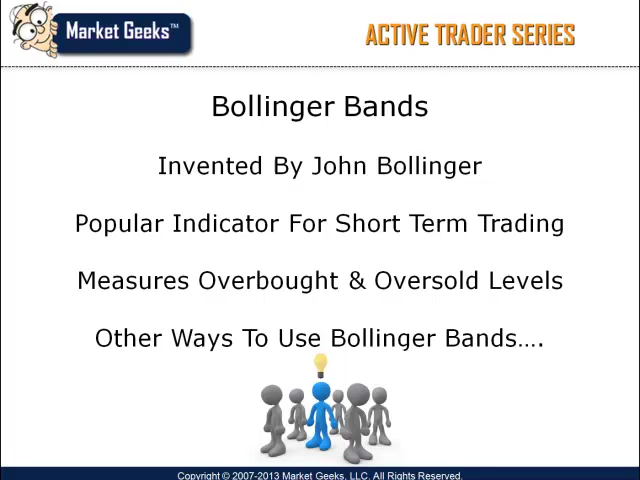 Market Geeks™
ACTIVE TRADER SERIES
Bollinger Bands
Invented By John Bollinger
Popular Indicator For Short Term Trading
Measures Overbought & Oversold Levels
Other Ways To Use Bollinger Bands….
Copyright © 2007-2013 Market Geeks, LLC. All Rights Reserved.